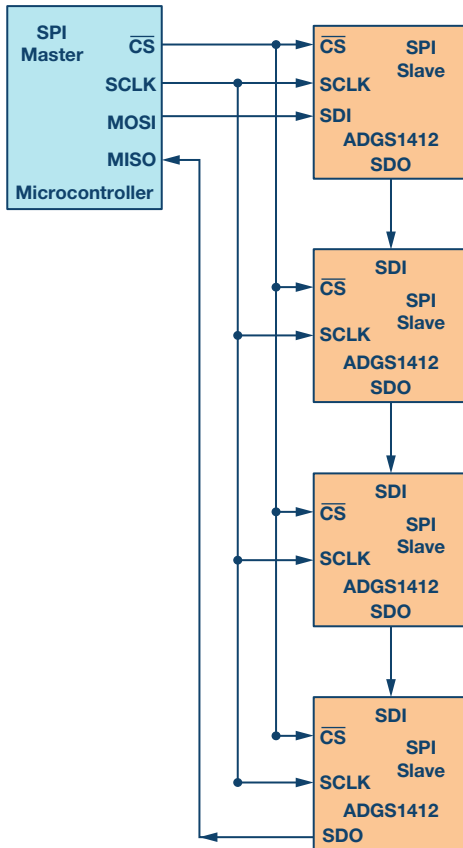 SPI
Master
CS
SCLK
MOSI
MISO
Microcontroller
CS
SPI
Slave
SCLK
SDI
ADGS1412
SDO
SDI
CS
SPI
Slave
SCLK
ADGS1412
SDO
SDI
CS
SPI
Slave
SCLK
ADGS1412
SDO
SDI
CS
SPI
Slave
SCLK
ADGS1412
SDO